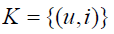 K = {(u,i)}